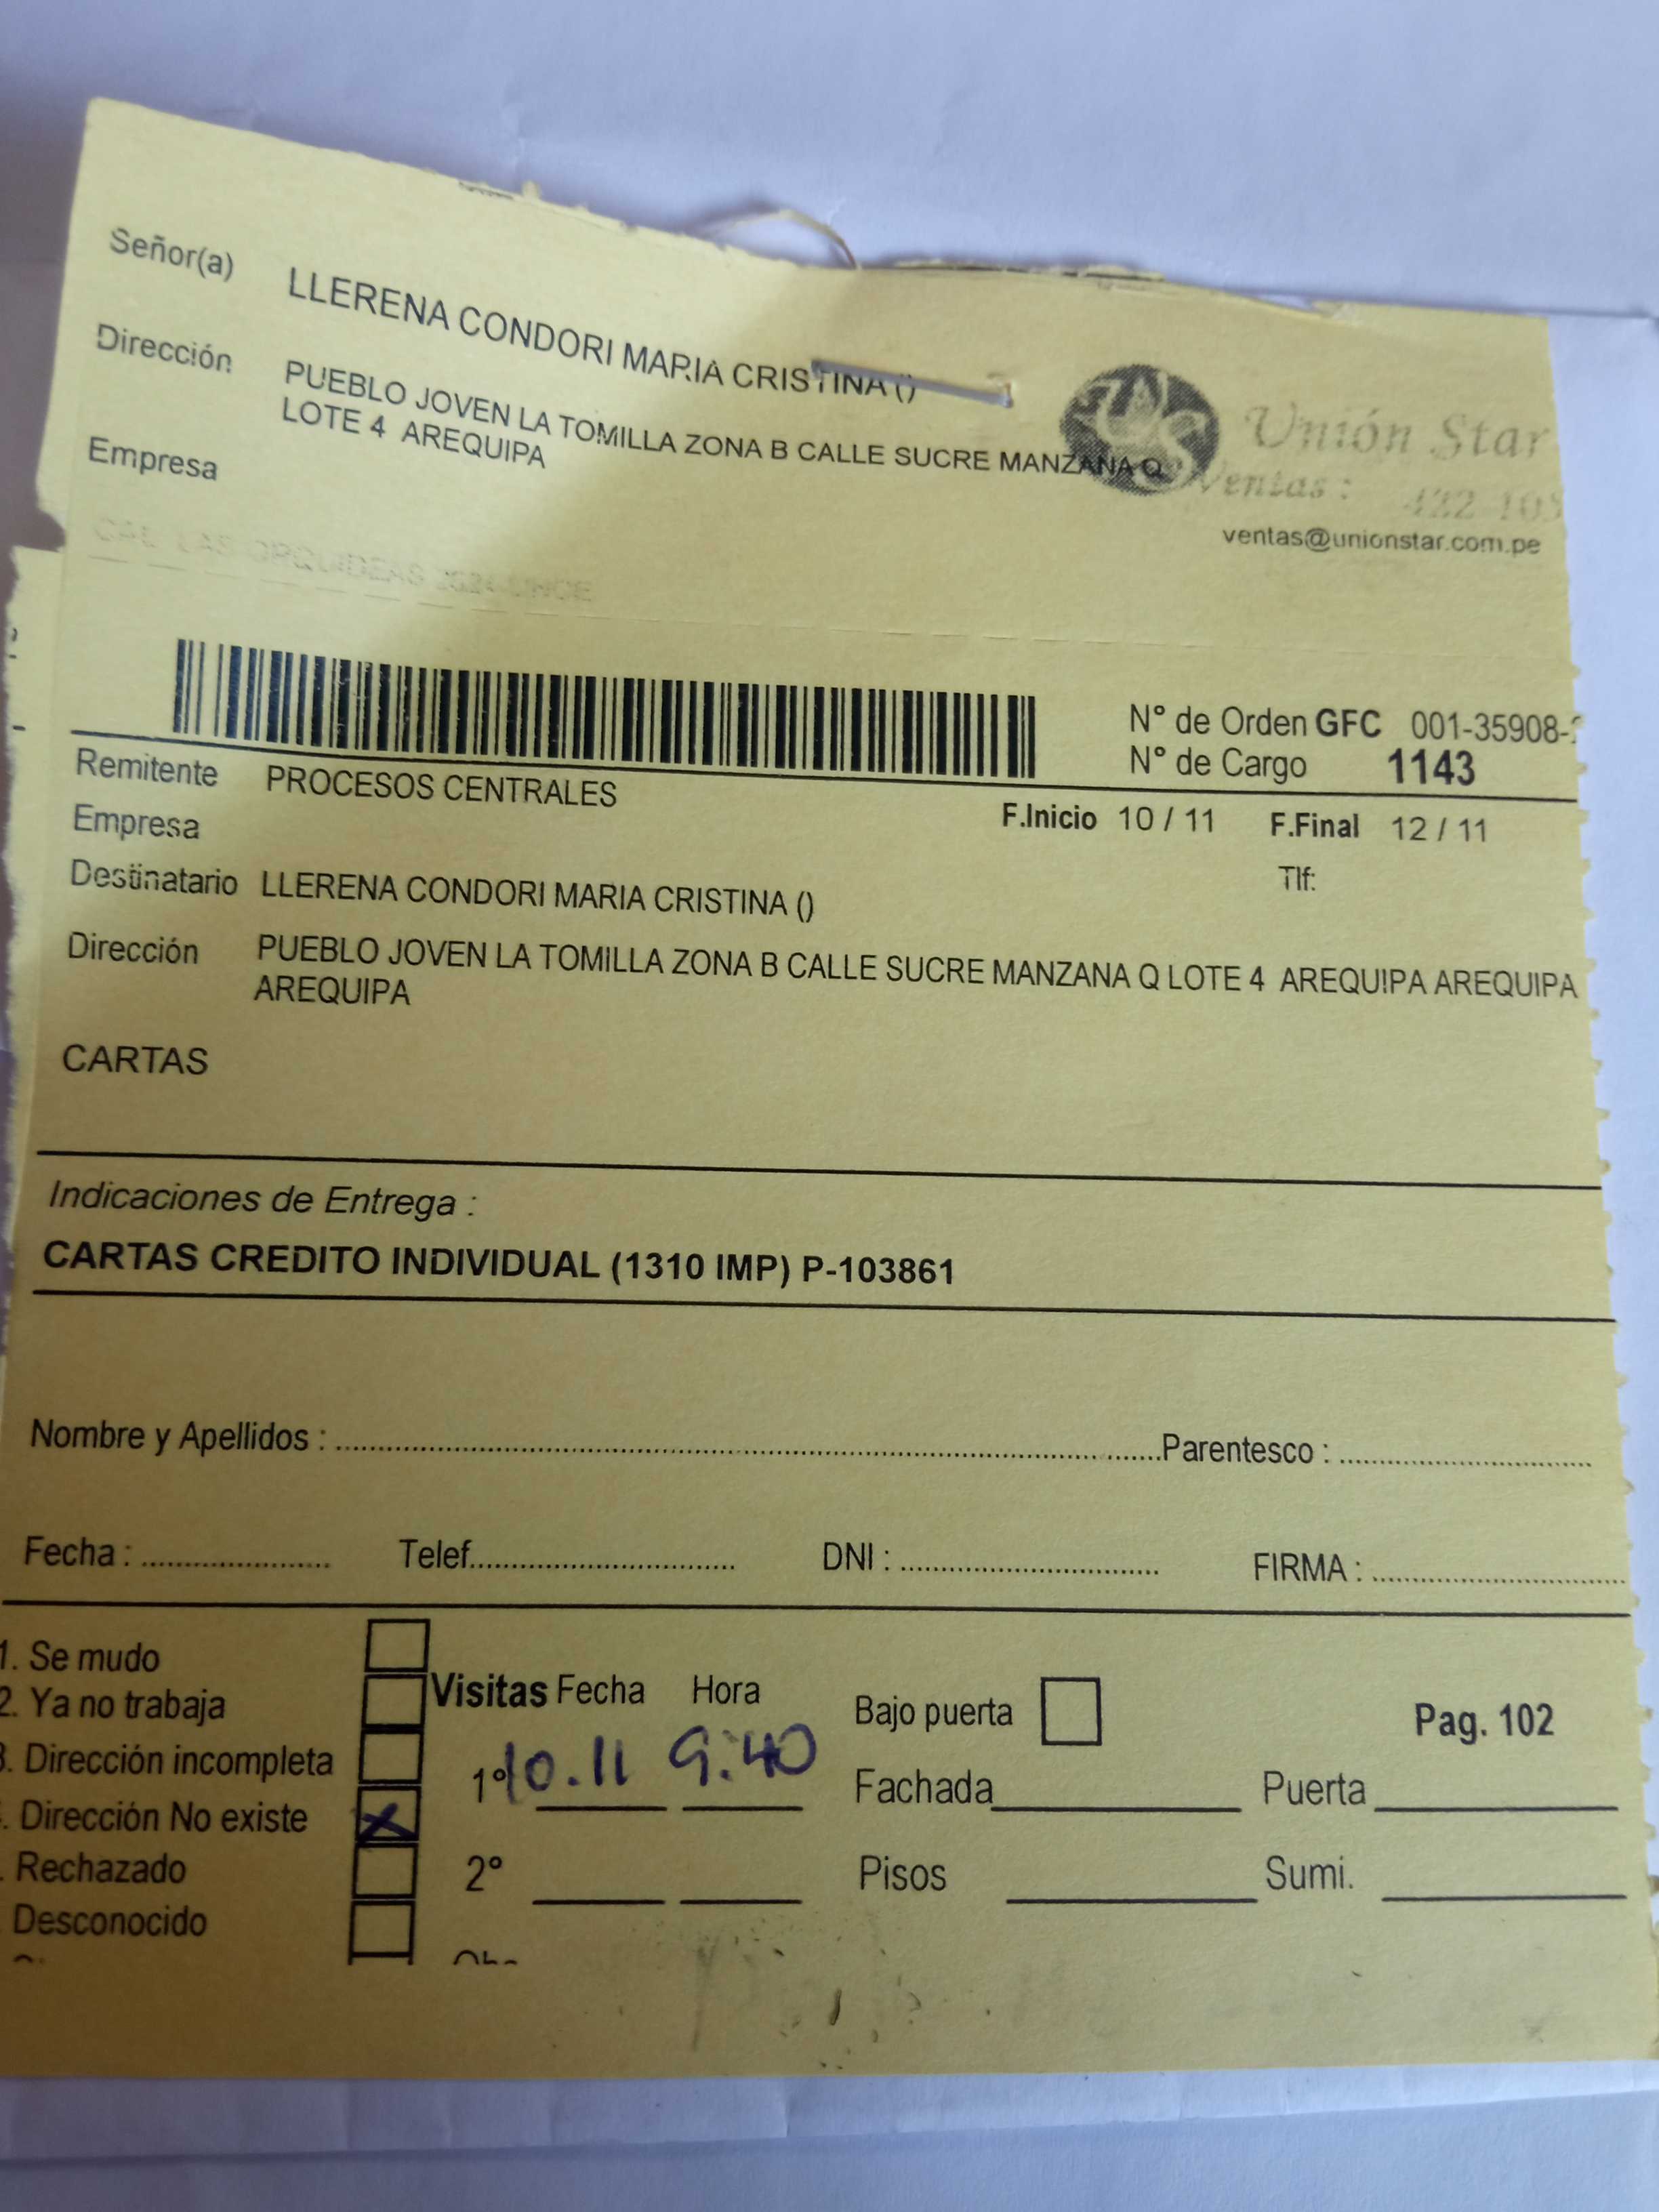 Señor(a) LLERENA CONDORI MARIA CRISTINA ()
Dirección PUEBLO JOVEN LA TOMILLA ZONA B CALLE SUCRE MANZANA Q
LOTE 4 AREQUIPA
Empresa
Unión Star
Ventas :
ventas@unionstar.com.pe
N° de Orden GFC 001-35908-
N° de Cargo 1143
Remitente PROCESOS CENTRALES
Empresa F.Inicio 10 / 11 F.Final 12 / 11
Destinatario LLERENA CONDORI MARIA CRISTINA () Tlf:
Dirección PUEBLO JOVEN LA TOMILLA ZONA B CALLE SUCRE MANZANA Q LOTE 4 AREQUIPA AREQUIPA
AREQUIPA
CARTAS
Indicaciones de Entrega :
CARTAS CREDITO INDIVIDUAL (1310 IMP) P-103861
Nombre y Apellidos : Parentesco :
Fecha : Telef. DNI : FIRMA :
1. Se mudo
2. Ya no trabaja
. Dirección incompleta
. Dirección No existe X
. Rechazado
Desconocido
Visitas Fecha Hora
1° 10.11 9:40
2°
Bajo puerta Pag. 102
Fachada Puerta
Pisos Sumi.